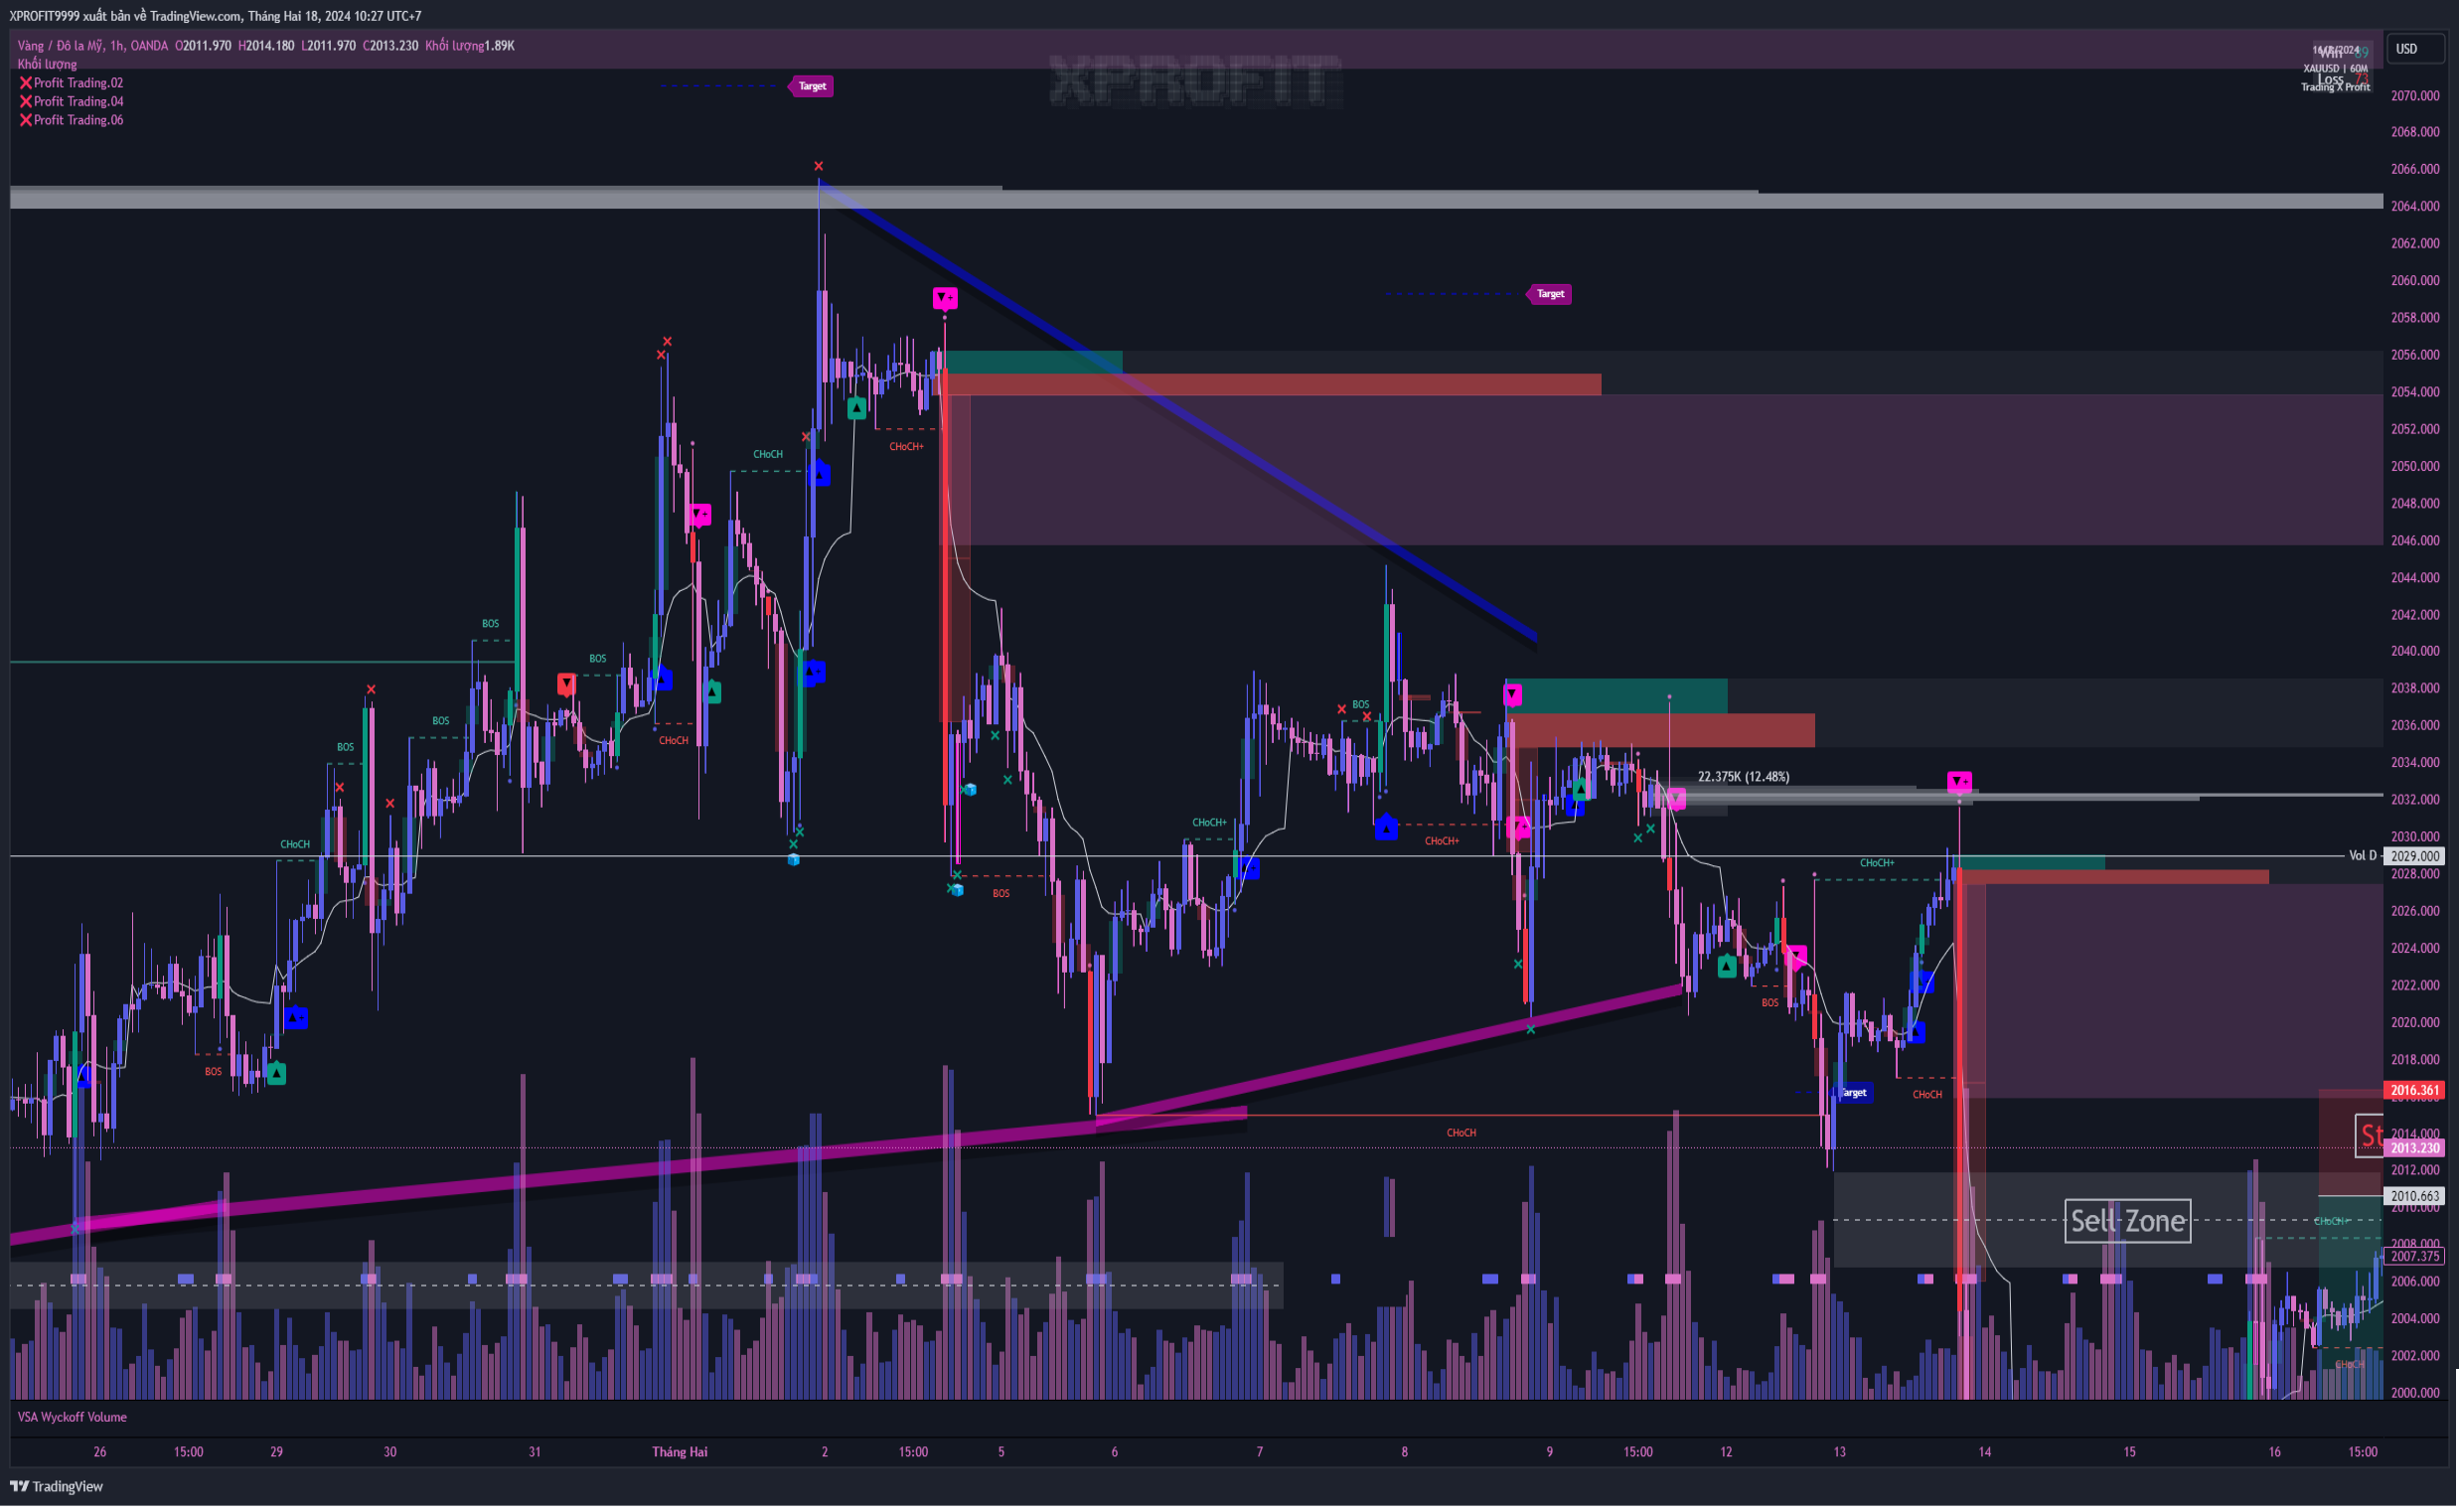 XPROFIT9999 xuất bản về TradingView.com, Tháng Hai 18, 2024 10:27 UTC+7
Vàng / Đô la Mỹ, 1h, OANDA O2011.970 H2014.180 L2011.970 C2013.230 Khối lượng1.89K
Khối lượng
Profit Trading.02
Profit Trading.04
Profit Trading.06
XPROFIT
USD
Win 89
XAUUSD | 60M
Loss 73
Trading X Profit
Target
Target
CHoCH
CHoCH+
BOS
BOS
BOS
BOS
CHoCH
CHoCH
BOS
CHoCH+
BOS
BOS
CHoCH+
22.375K (12.48%)
CHoCH+
Vol D
BOS
BOS
Target
CHoCH
CHoCH
Sell Zone
CHoCH+
CHoCH
2070.000
2068.000
2066.000
2064.000
2062.000
2060.000
2058.000
2056.000
2054.000
2052.000
2050.000
2048.000
2046.000
2044.000
2042.000
2040.000
2038.000
2036.000
2034.000
2032.000
2030.000
2029.000
2028.000
2026.000
2024.000
2022.000
2020.000
2018.000
2016.361
2014.000
2013.230
2012.000
2010.663
2010.000
2008.000
2007.375
2006.000
2004.000
2002.000
2000.000
VSA Wyckoff Volume
26 15:00 29 30 31 Tháng Hai 2 15:00 5 6 7 8 9 15:00 12 13 14 15 16 15:00
TradingView